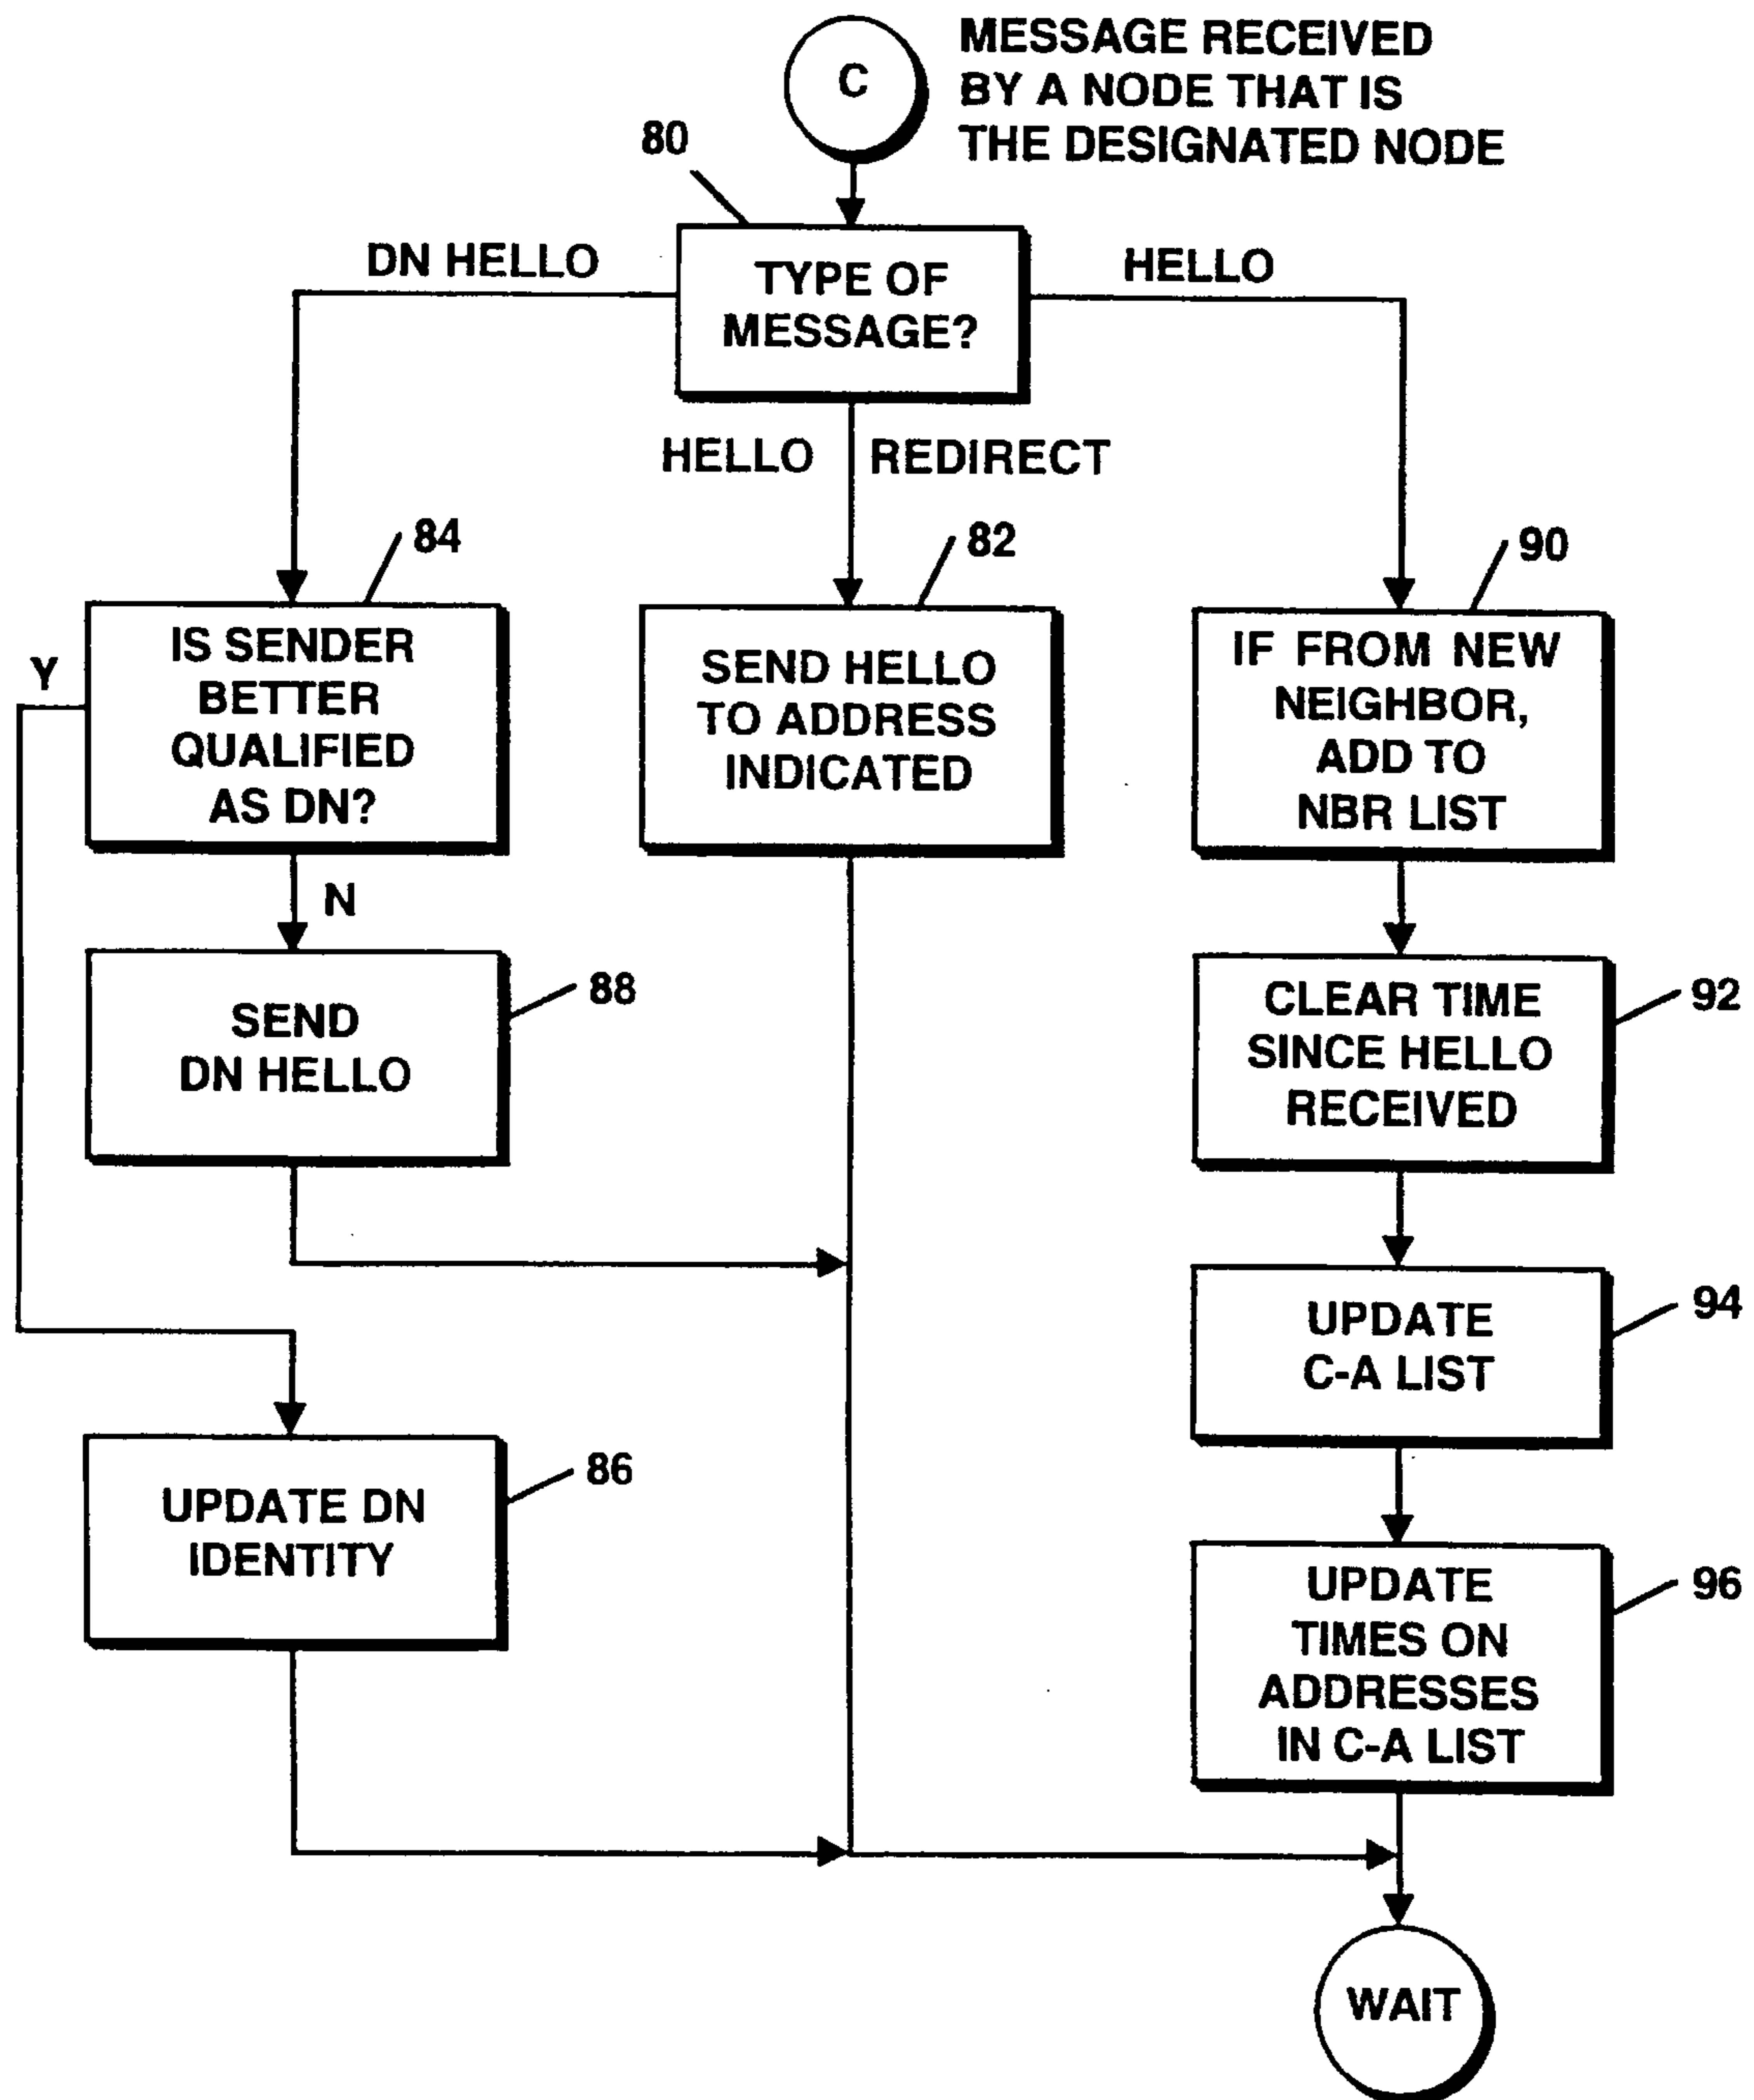 C
MESSAGE RECEIVED
BY A NODE THAT IS
THE DESIGNATED NODE
80
TYPE OF
MESSAGE?
DN HELLO
HELLO
HELLO REDIRECT
84
IS SENDER
BETTER
QUALIFIED
AS DN?
Y
N
82
SEND HELLO
TO ADDRESS
INDICATED
90
IF FROM NEW
NEIGHBOR,
ADD TO
NBR LIST
88
SEND
DN HELLO
92
CLEAR TIME
SINCE HELLO
RECEIVED
94
UPDATE
C-A LIST
86
UPDATE DN
IDENTITY
96
UPDATE
TIMES ON
ADDRESSES
IN C-A LIST
WAIT